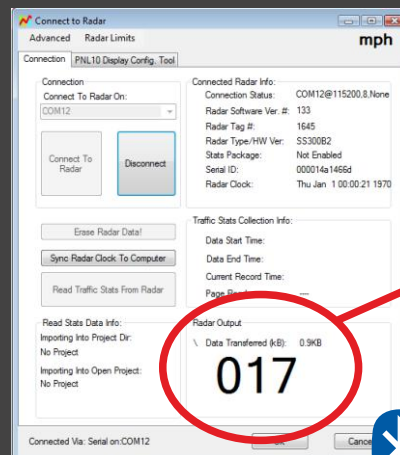 Connect to Radar
Advanced Radar Limits
mph
Connection PNL10 Display Config. Tool
Connection
Connect To Radar On:
COM12
Connect To Radar
Disconnect
Erase Radar Data!
Sync Radar Clock To Computer
Read Traffic Stats From Radar
Read Stats Data Info:
Importing Into Project Dir:
No Project
Importing Into Open Project:
No Project
Connected Radar Info:
Connection Status: COM12@115200,8,None
Radar Software Ver. #: 133
Radar Tag #: 1645
Radar Type/HW Ver: SS300B2
Stats Package: Not Enabled
Serial ID: 000014a1466d
Radar Clock: Thu Jan 1 00:00:21 1970
Traffic Stats Collection Info:
Data Start Time:
Data End Time:
Current Record Time:
Radar Output
\ Data Transferred (kB): 0.9KB
017
Connected Via: Serial on:COM12